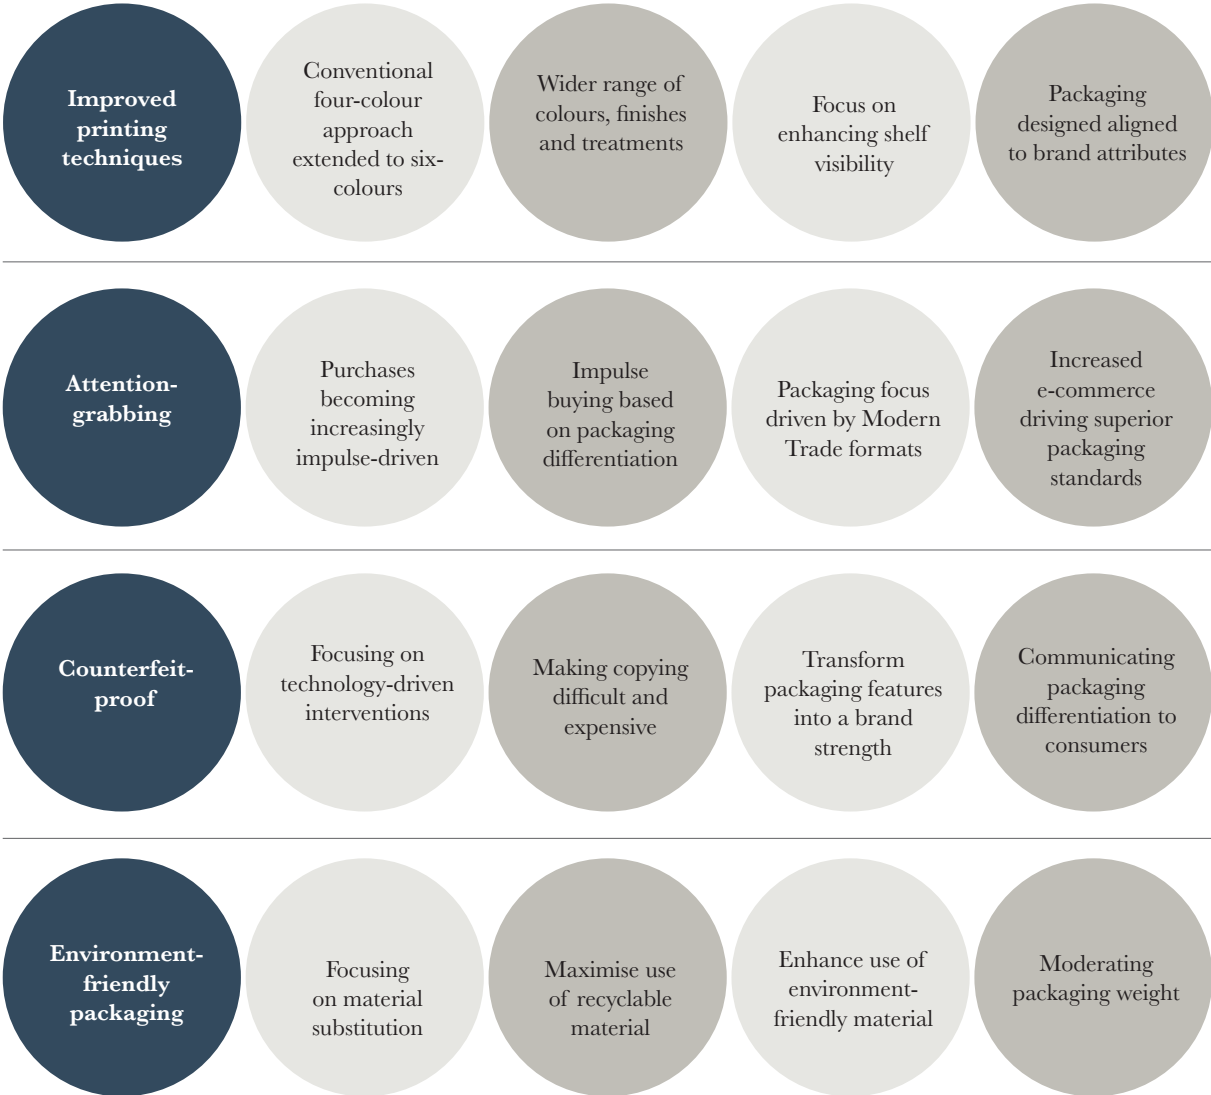 Improved
printing
techniques
Conventional
four-colour
approach
extended to six-
colours
Wider range of
colours, finishes
and treatments
Focus on
enhancing shelf
visibility
Packaging
designed aligned
to brand attributes
Attention-
grabbing
Purchases
becoming
increasingly
impulse-driven
Impulse
buying based
on packaging
differentiation
Packaging focus
driven by Modern
Trade formats
Increased
e-commerce
driving superior
packaging
standards
Counterfeit-
proof
Focusing on
technology-driven
interventions
Making copying
difficult and
expensive
Transform
packaging features
into a brand
strength
Communicating
packaging
differentiation to
consumers
Environment-
friendly
packaging
Focusing
on material
substitution
Maximise use
of recyclable
material
Enhance use of
environment-
friendly material
Moderating
packaging weight